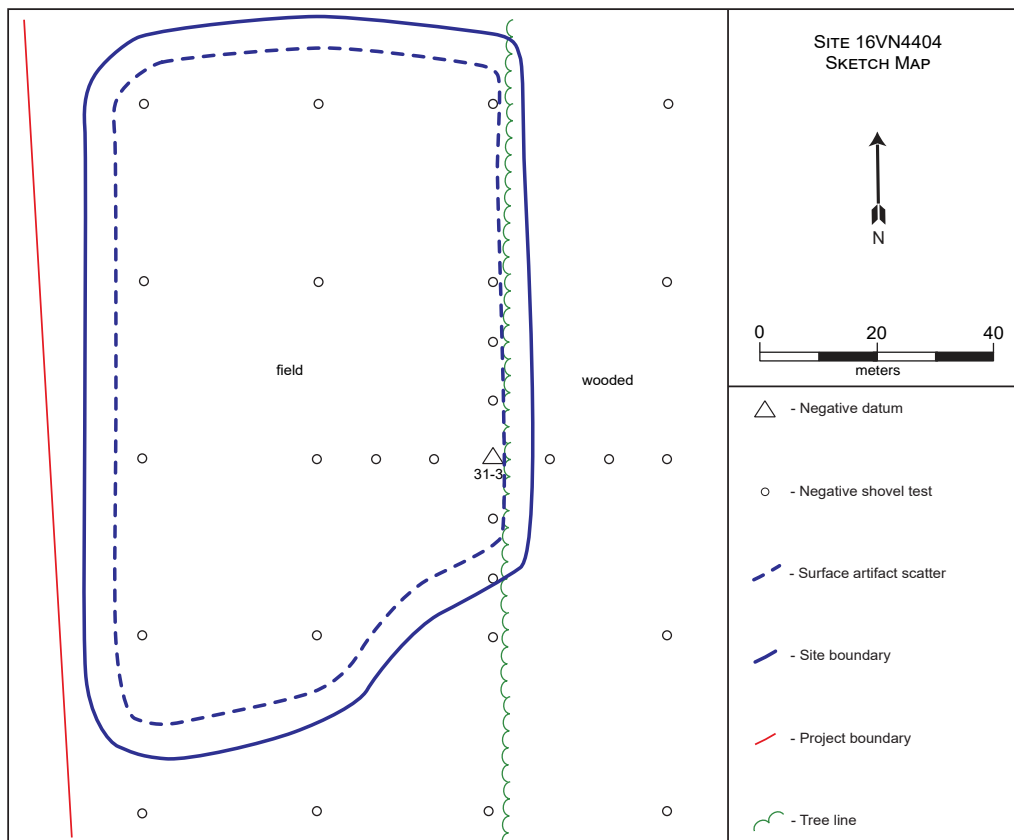 SITE 16VN4404
SKETCH MAP
N
0 20 40
meters
field
wooded
31-3
- Negative datum
- Negative shovel test
- Surface artifact scatter
- Site boundary
- Project boundary
- Tree line